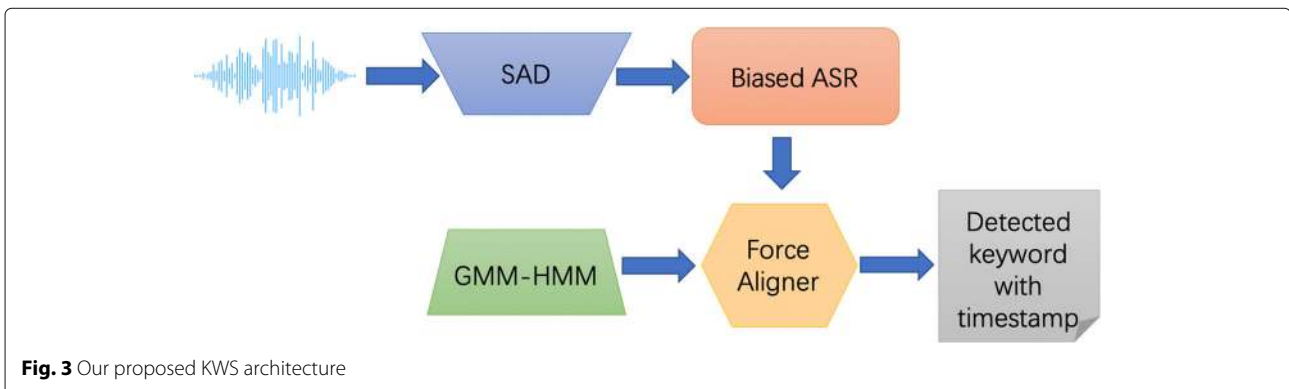 SAD
Biased ASR
GMM-HMM
Force
Aligner
Detected
keyword
with
timestamp
Fig. 3 Our proposed KWS architecture